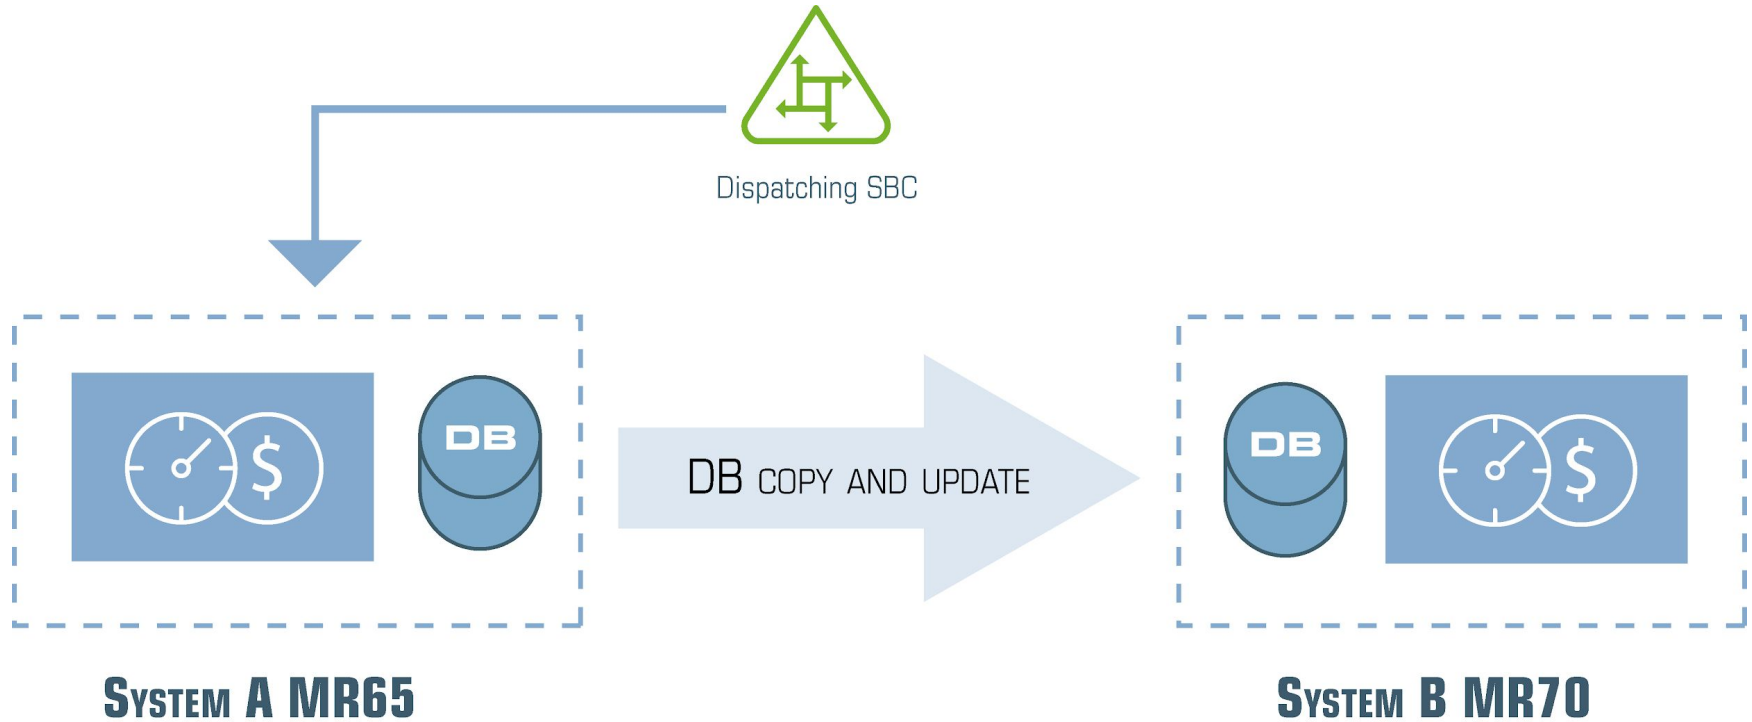 Dispatching SBC
DB
$
DB COPY AND UPDATE
DB
$
SYSTEM A MR65
SYSTEM B MR70